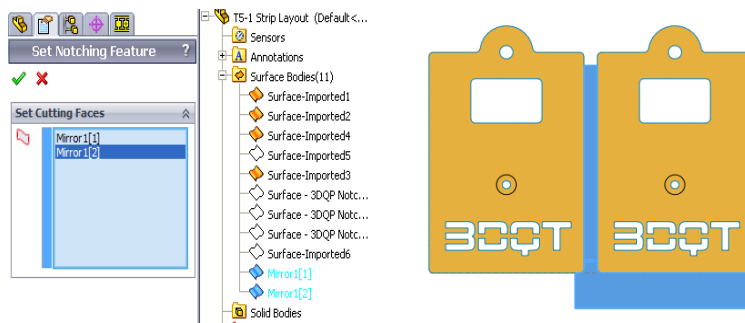 Set Notching Feature ?
Set Cutting Faces
Mirror1[1]
Mirror1[2]
T5-1 Strip Layout (Default<...
Sensors
A Annotations
Surface Bodies(11)
Surface-Imported1
Surface-Imported2
Surface-Imported4
Surface-Imported5
Surface-Imported3
Surface - 3DQP Notc...
Surface - 3DQP Notc...
Surface - 3DQP Notc...
Surface-Imported6
Mirror1[1]
Mirror1[2]
Solid Bodies
3DQT 3DQT